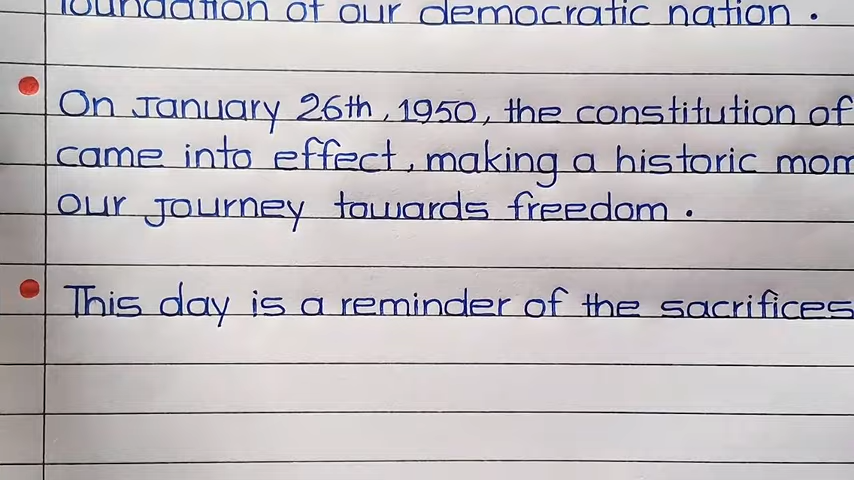 foundation of our democratic nation .
On January 26th, 1950, the constitution of
came into effect, making a historic mom
our journey towards freedom .
This day is a reminder of the sacrifices